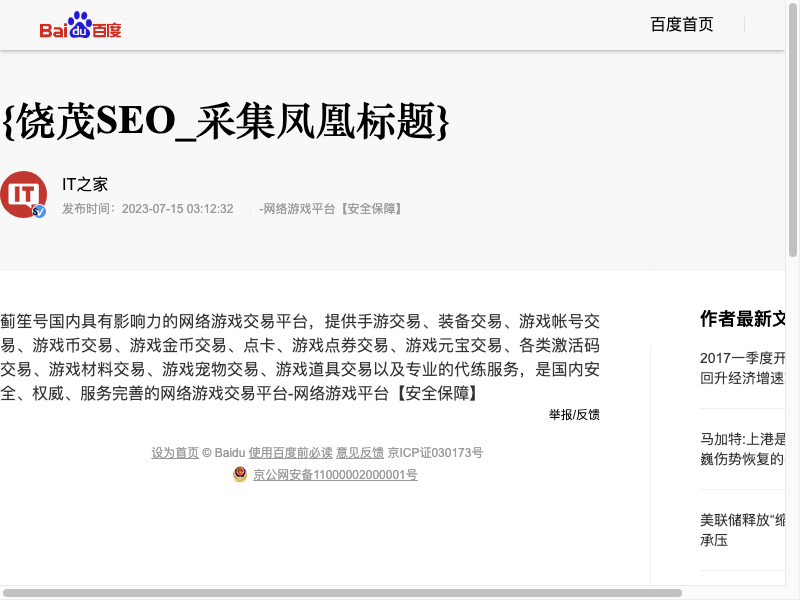 Bai du 百度
百度首页
{饶茂SEO_采集凤凰标题}
IT
IT之家
发布时间：2023-07-15 03:12:32
-网络游戏平台【安全保障】
蓟笙号国内具有影响力的网络游戏交易平台，提供手游交易、装备交易、游戏帐号交
易、游戏币交易、游戏金币交易、点卡、游戏点券交易、游戏元宝交易、各类激活码
交易、游戏材料交易、游戏宠物交易、游戏道具交易以及专业的代练服务，是国内安
全、权威、服务完善的网络游戏交易平台-网络游戏平台【安全保障】
举报/反馈
设为首页 © Baidu 使用百度前必读 意见反馈 京ICP证030173号
京公网安备11000002000001号
作者最新文
2017一季度开
回升经济增速
马加特:上港是
巍伤势恢复的
美联储释放“缩
承压